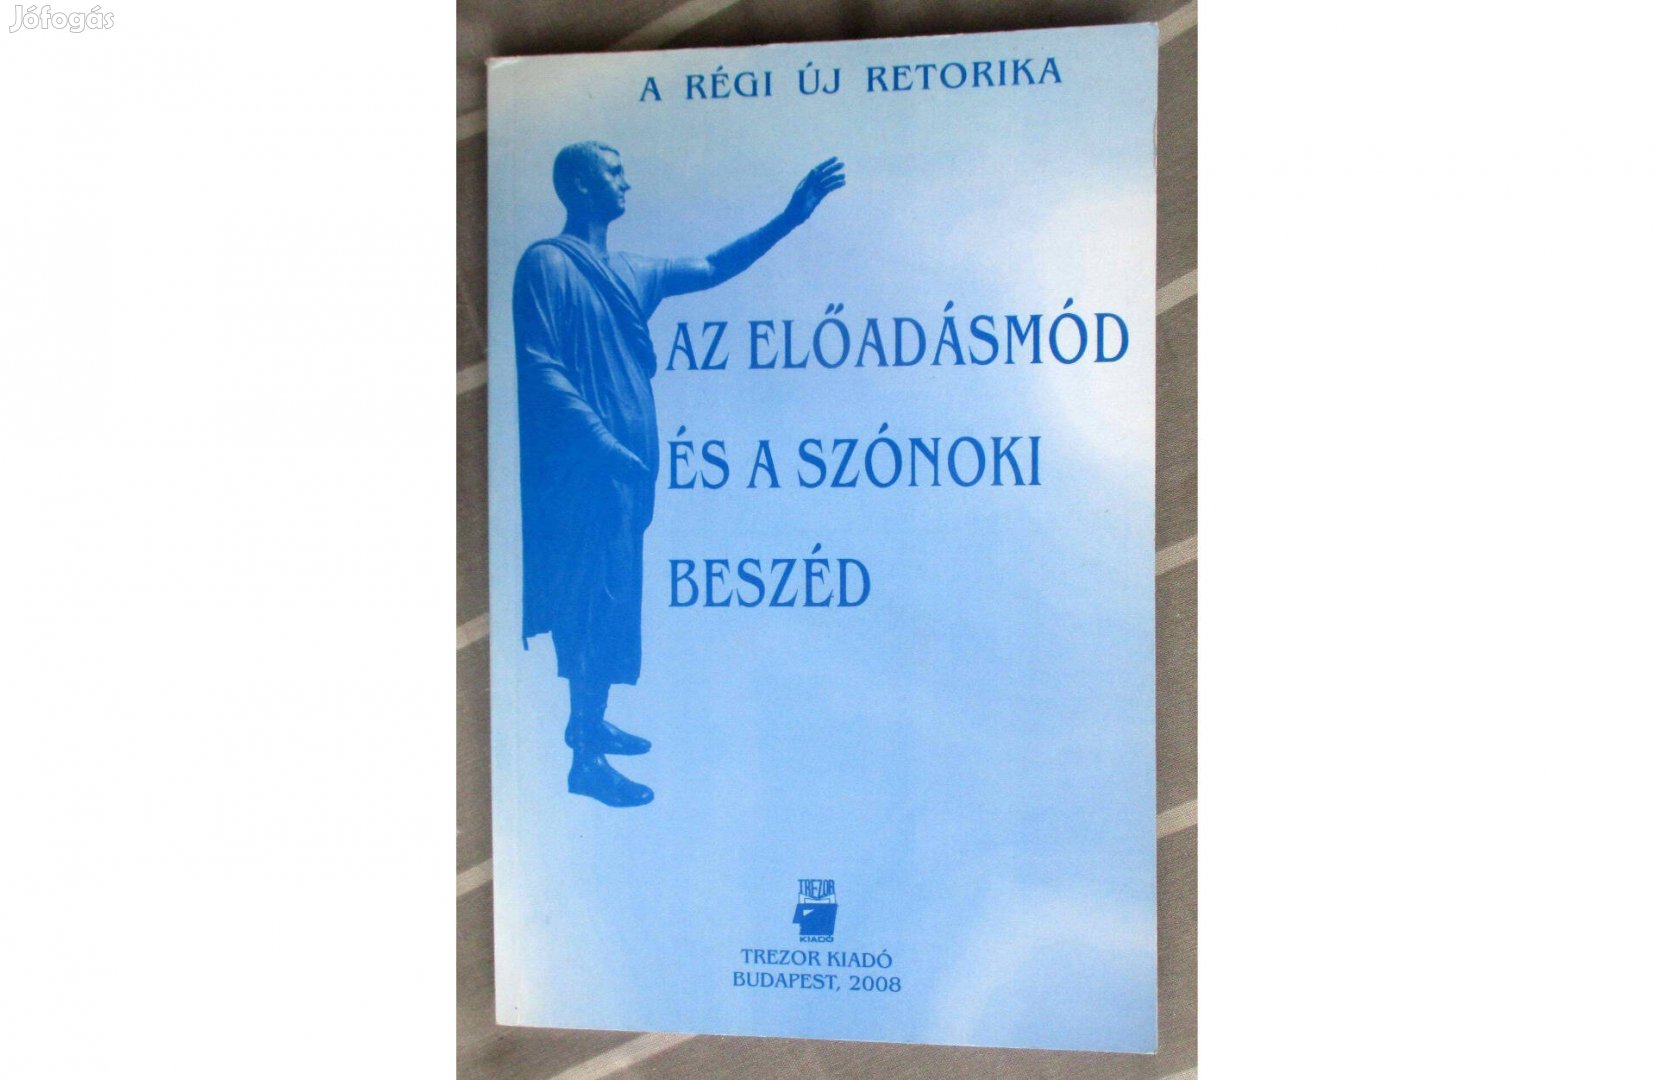 Jófogás
A RÉGI ÚJ RETORIKA
AZ ELŐADÁSMÓD
ÉS A SZÓNOKI
BESZÉD
TREZOR
KIADÓ
TREZOR KIADÓ
BUDAPEST, 2008